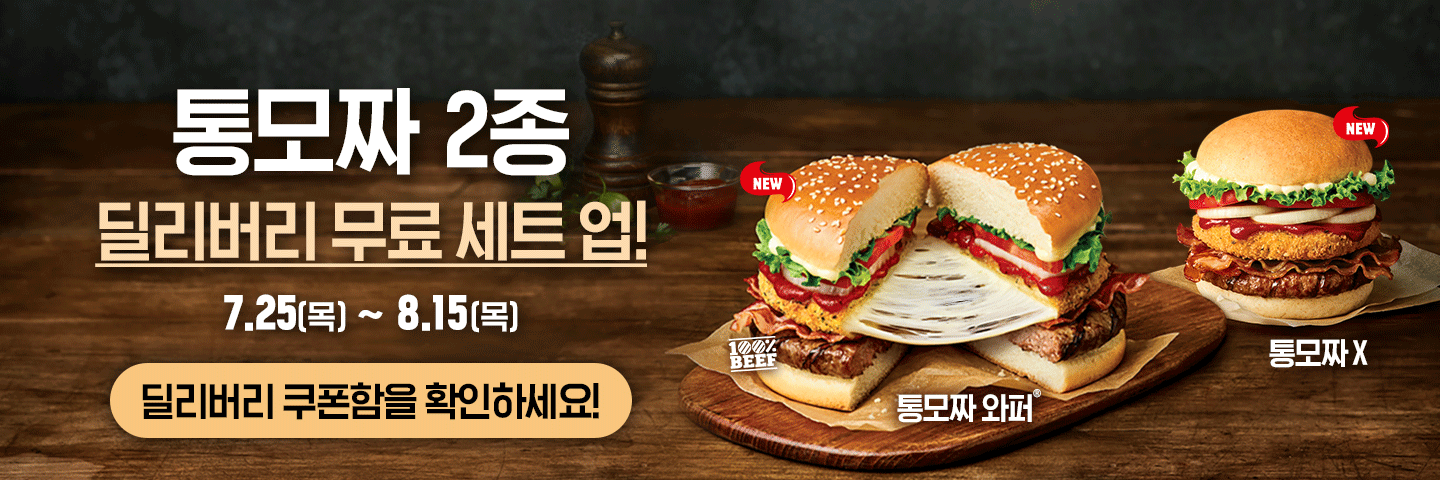 통모짜 2종
딜리버리 무료 세트 업!
7.25(목) ~ 8.15(목)
딜리버리 쿠폰함을 확인하세요!
NEW
100% BEEF
통모짜 와퍼®
NEW
통모짜 X